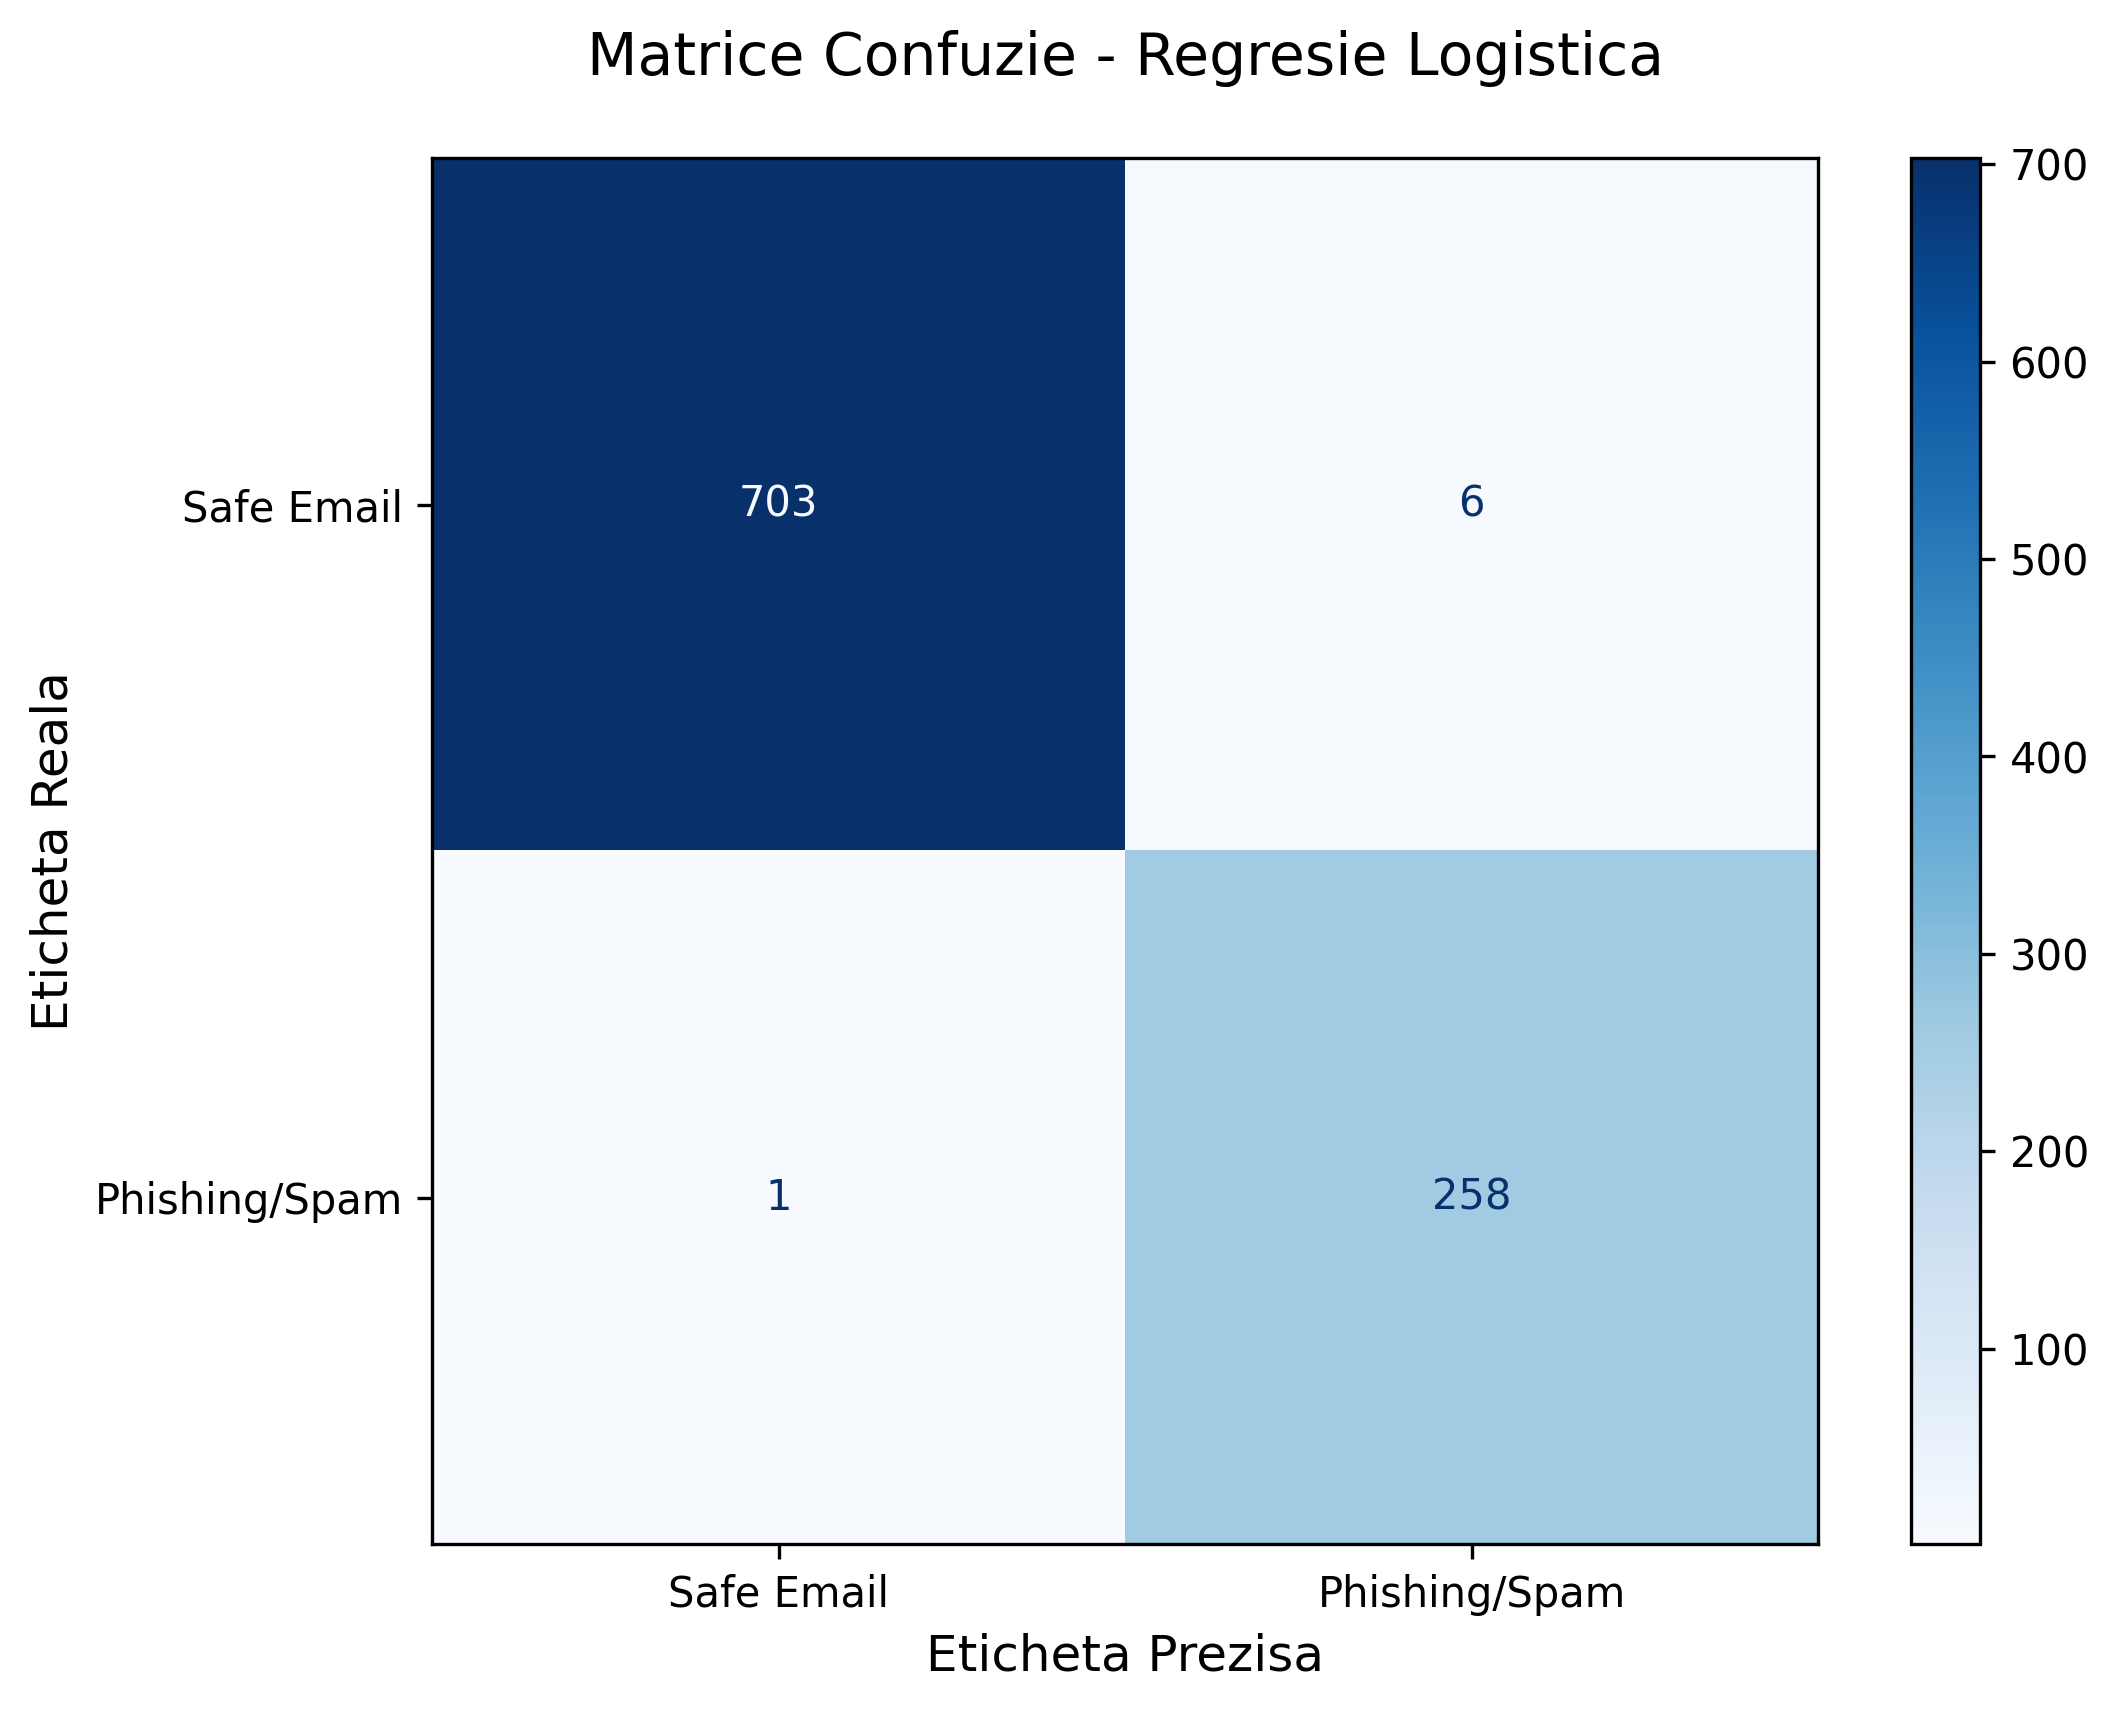 Matrice Confuzie - Regresie Logistica
Eticheta Reala
Safe Email
703
6
Phishing/Spam
1
258
Safe Email
Phishing/Spam
Eticheta Prezisa
700
600
500
400
300
200
100